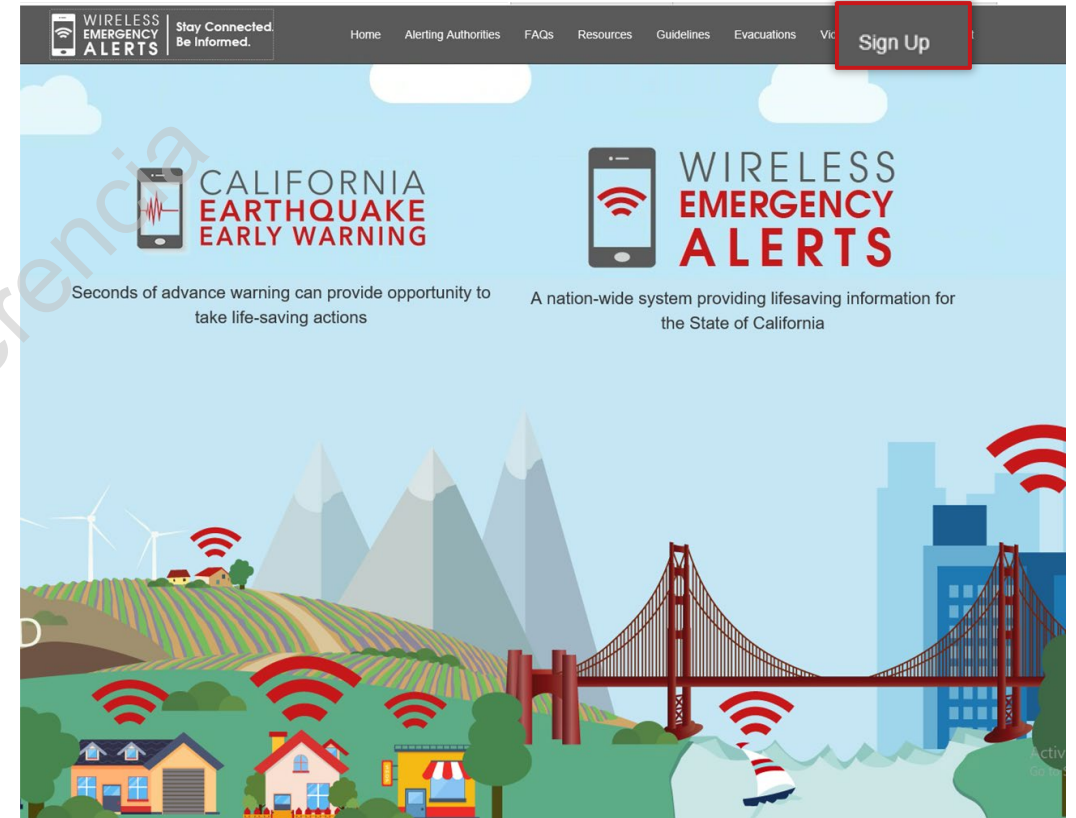 WIRELESS
EMERGENCY
ALERTS
Stay Connected.
Be Informed.
Home Alerting Authorities FAQs Resources Guidelines Evacuations
Sign Up
CALIFORNIA
EARTHQUAKE
EARLY WARNING
Seconds of advance warning can provide opportunity to
take life-saving actions
WIRELESS
EMERGENCY
ALERTS
A nation-wide system providing lifesaving information for
the State of California